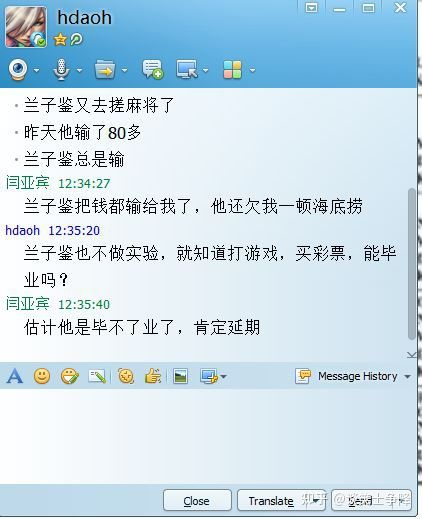 hdaoh
兰子鉴又去搓麻将了
昨天他输了80多
兰子鉴总是输
闫亚宾 12:34:27
兰子鉴把钱都输给我了，他还欠我一顿海底捞
hdaoh 12:35:20
兰子鉴也不做实验，就知道打游戏，买彩票，能毕
业吗？
闫亚宾 12:35:40
估计他是毕不了业了，肯定延期
A
Message History
Close
Translate
Send
知乎